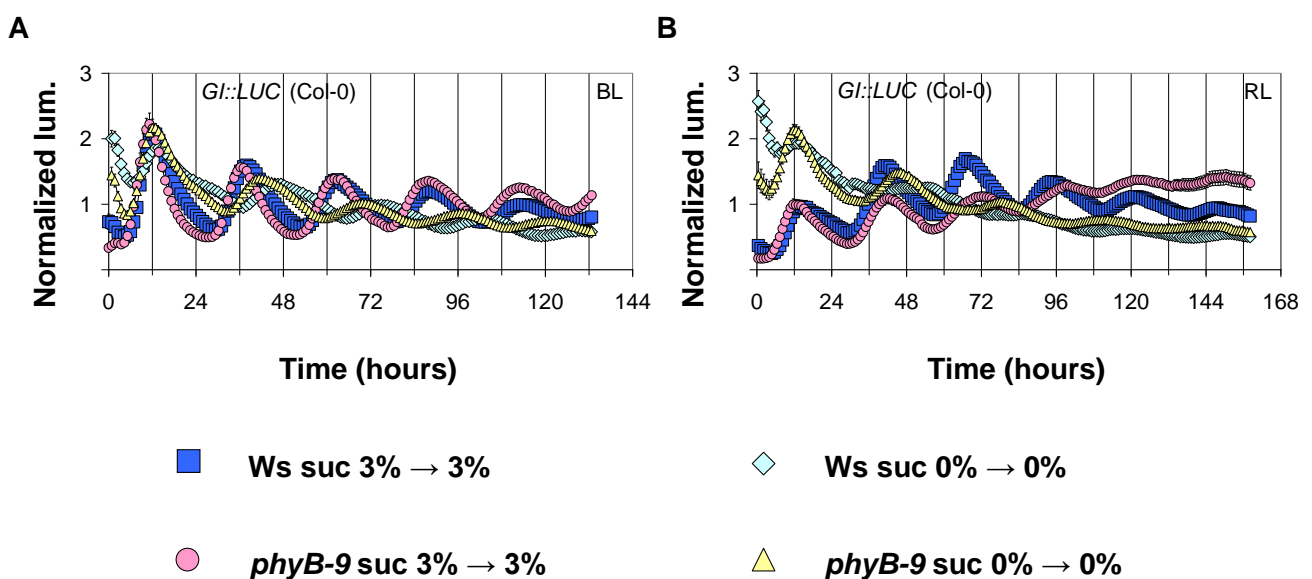 A
B
3
2
1
0
Normalized lum.
GI::LUC (Col-0)
BL
0 24 48 72 96 120 144
Time (hours)
3
2
1
0
Normalized lum.
GI::LUC (Col-0)
RL
0 24 48 72 96 120 144 168
Time (hours)
Ws suc 3% → 3%
Ws suc 0% → 0%
phyB-9 suc 3% → 3%
phyB-9 suc 0% → 0%